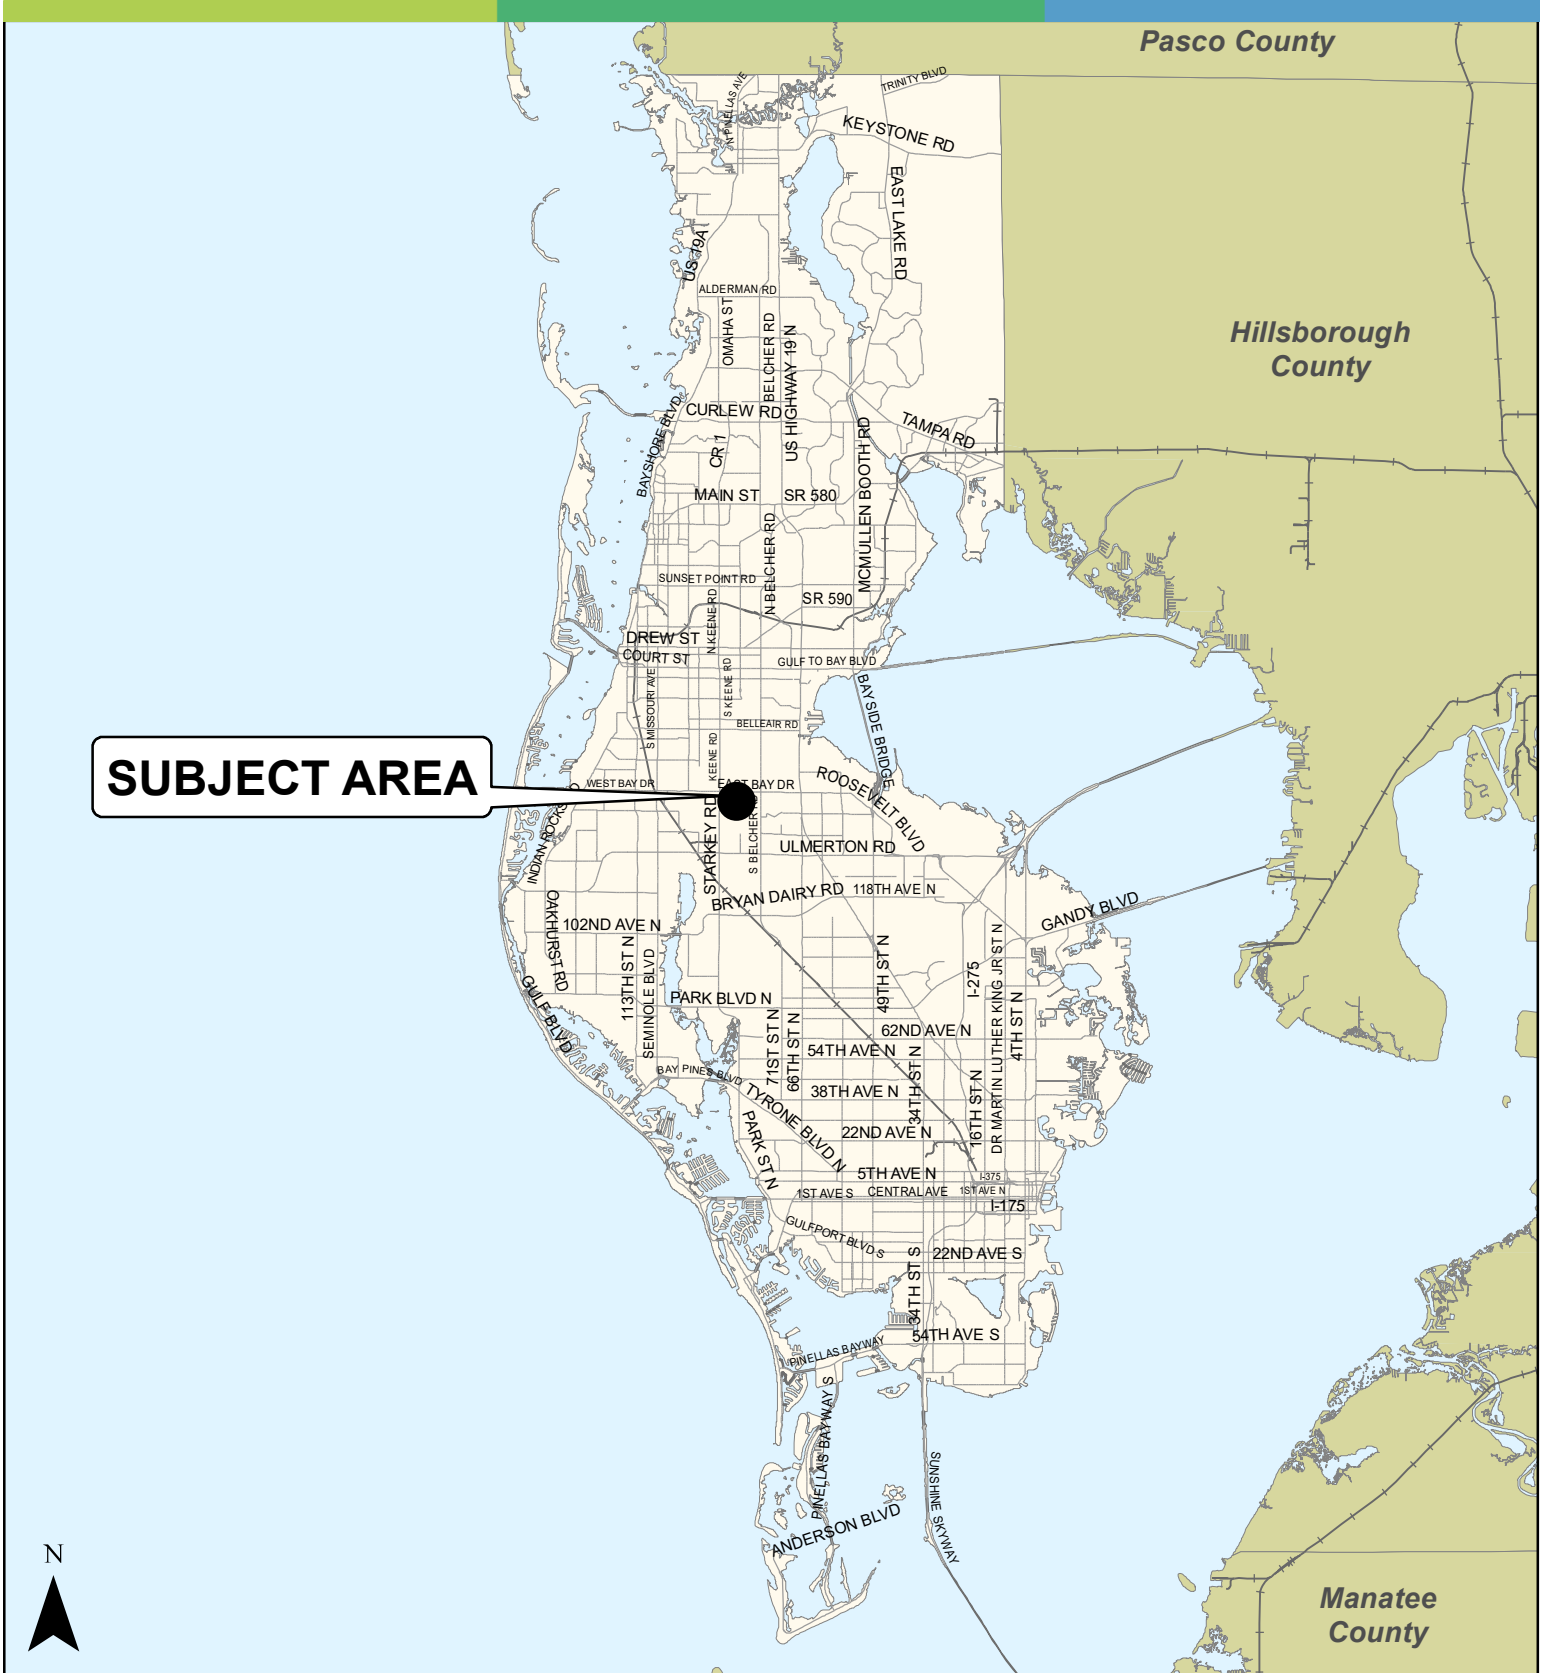 Pasco County
TRINITY BLVD
N PINELLAS AVE
KEYSTONE RD
EAST LAKE RD
US 19A
ALDERMAN RD
OMAHA ST
BELCHER RD
US HIGHWAY 19 N
Hillsborough
County
CURLEW RD
BAYSHORE BLVD
TAMPA RD
CR 1
MCMULLEN BOOTH RD
MAIN ST
SR 580
N BELCHER RD
SUNSET POINT RD
SR 590
N KEENE RD
DREW ST
COURT ST
GULF TO BAY BLVD
S MISSOURI AVE
S KEENE RD
BAYSIDE BRIDGE
BELLEAIR RD
KEENE RD
SUBJECT AREA
WEST BAY DR
EAST BAY DR
ROOSEVELT BLVD
INDIAN ROCKS
STARKEY RD
S BELCHER RD
ULMERTON RD
BRYAN DAIRY RD
118TH AVE N
OAKHURST RD
102ND AVE N
GANDY BLVD
113TH ST N
SEMINOLE BLVD
49TH ST N
I-275
DR MARTIN LUTHER KING JR ST N
4TH ST N
GULF BLVD
PARK BLVD N
71ST ST N
66TH ST N
62ND AVE N
54TH AVE N
34TH ST N
BAY PINES BLVD
TYRONE BLVD N
38TH AVE N
16TH ST N
PARK ST N
22ND AVE N
5TH AVE N
I-375
1ST AVE S
CENTRAL AVE
1ST AVE N
I-175
GULFPORT BLVD S
22ND AVE S
34TH ST S
54TH AVE S
PINELLAS BAYWAY
PINELLAS BAYWAY S
SUNSHINE SKYWAY
ANDERSON BLVD
N
Manatee
County